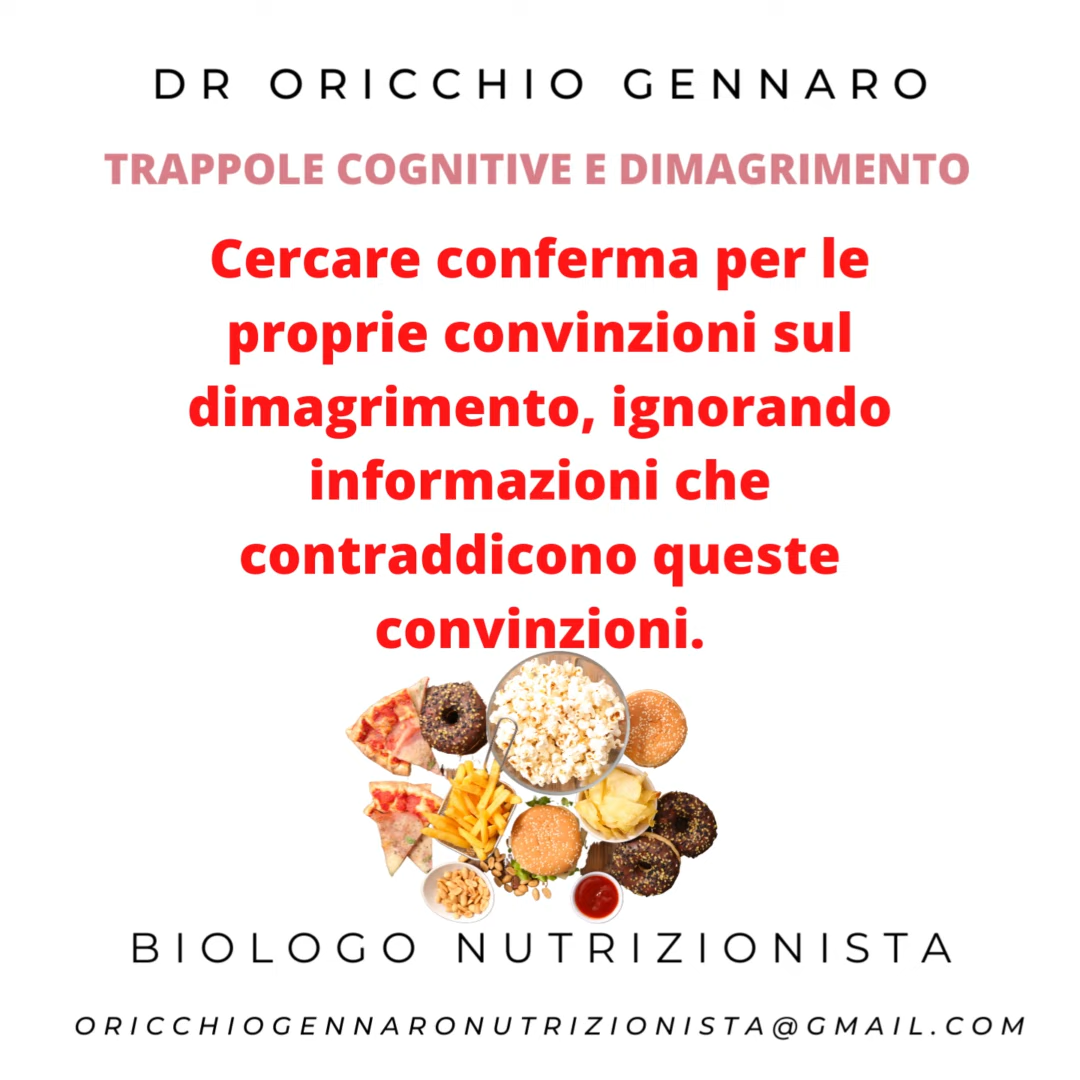 DR ORICCHIO GENNARO
TRAPPOLE COGNITIVE E DIMAGRIMENTO
Cercare conferma per le
proprie convinzioni sul
dimagrimento, ignorando
informazioni che
contraddicono queste
convinzioni.
BIOLOGO NUTRIZIONISTA
ORICCHIOGENNARONUTRIZIONISTA@GMAIL.COM